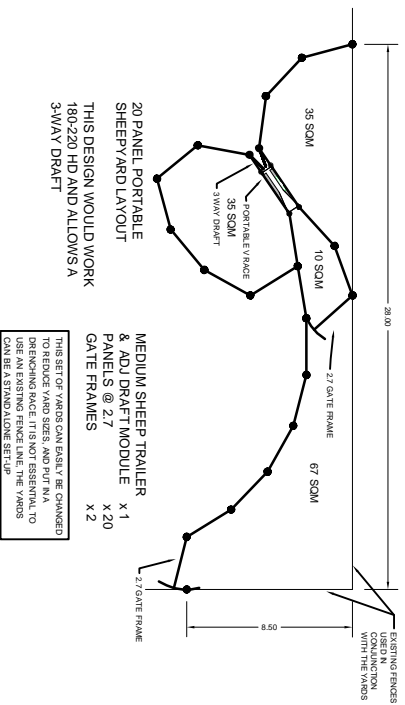 EXISTING FENCES
USED IN
CONJUNCTION
WITH THE YARDS
28.00
8.50
35 SQM
10 SQM
2.7 GATE FRAME
67 SQM
PORTABLE V RACE
3 WAY DRAFT
35 SQM
2.7 GATE FRAME
20 PANEL PORTABLE
SHEEPYARD LAYOUT
THIS DESIGN WOULD WORK
180-220 HD AND ALLOWS A
3-WAY DRAFT
MEDIUM SHEEP TRAILER
& ADJ DRAFT MODULE x 1
PANELS @ 2.7 x 20
GATE FRAMES x 2
THIS SET OF YARDS CAN EASILY BE CHANGED
TO REDUCE YARD SIZES, AND PUT IN A
DRENCHING RACE. IT IS NOT ESSENTIAL TO
USE AN EXISTING FENCE LINE, THE YARDS
CAN BE A STAND ALONE SET-UP